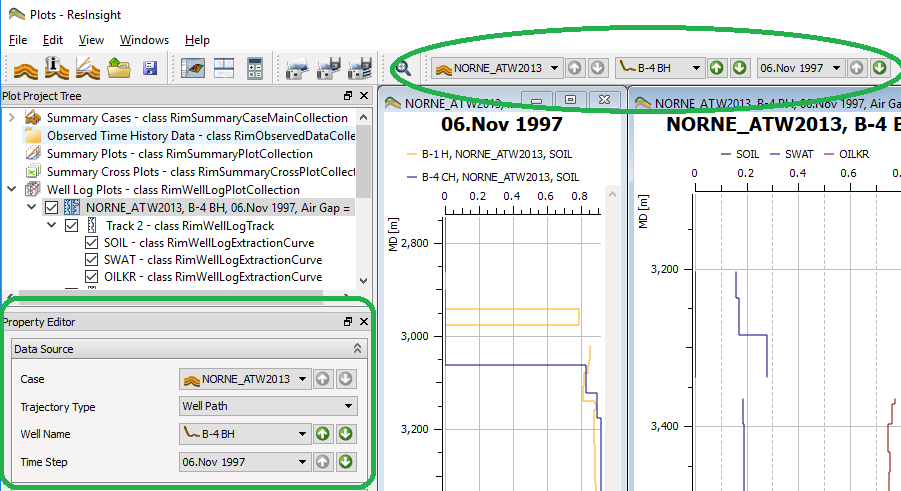 Plots - ResInsight
File Edit View Windows Help
NORNE_ATW2013 B-4 BH 06.Nov 1997
Plot Project Tree
Summary Cases - class RimSummaryCaseMainCollection
Observed Time History Data - class RimObservedDataColle
Summary Plots - class RimSummaryPlotCollection
Summary Cross Plots - class RimSummaryCrossPlotCollection
Well Log Plots - class RimWellLogPlotCollection
NORNE_ATW2013, B-4 BH, 06.Nov 1997, Air Gap =
Track 2 - class RimWellLogTrack
SOIL - class RimWellLogExtractionCurve
SWAT - class RimWellLogExtractionCurve
OILKR - class RimWellLogExtractionCurve
Property Editor
Data Source
Case NORNE_ATW2013
Trajectory Type Well Path
Well Name B-4 BH
Time Step 06.Nov 1997
NORNE_ATW2013,
06.Nov 1997
B-1 H, NORNE_ATW2013, SOIL
B-4 CH, NORNE_ATW2013, SOIL
0 0.2 0.4 0.6 0.8
MD [m]
2,800
3,000
3,200
NORNE_ATW2013, B-4 BH, 06.Nov 1997, Air Gap
NORNE_ATW2013, B-4 B
SOIL SWAT OILKR
0 0.2 0.4 0.6 0.8
MD [m]
3,200
3,400